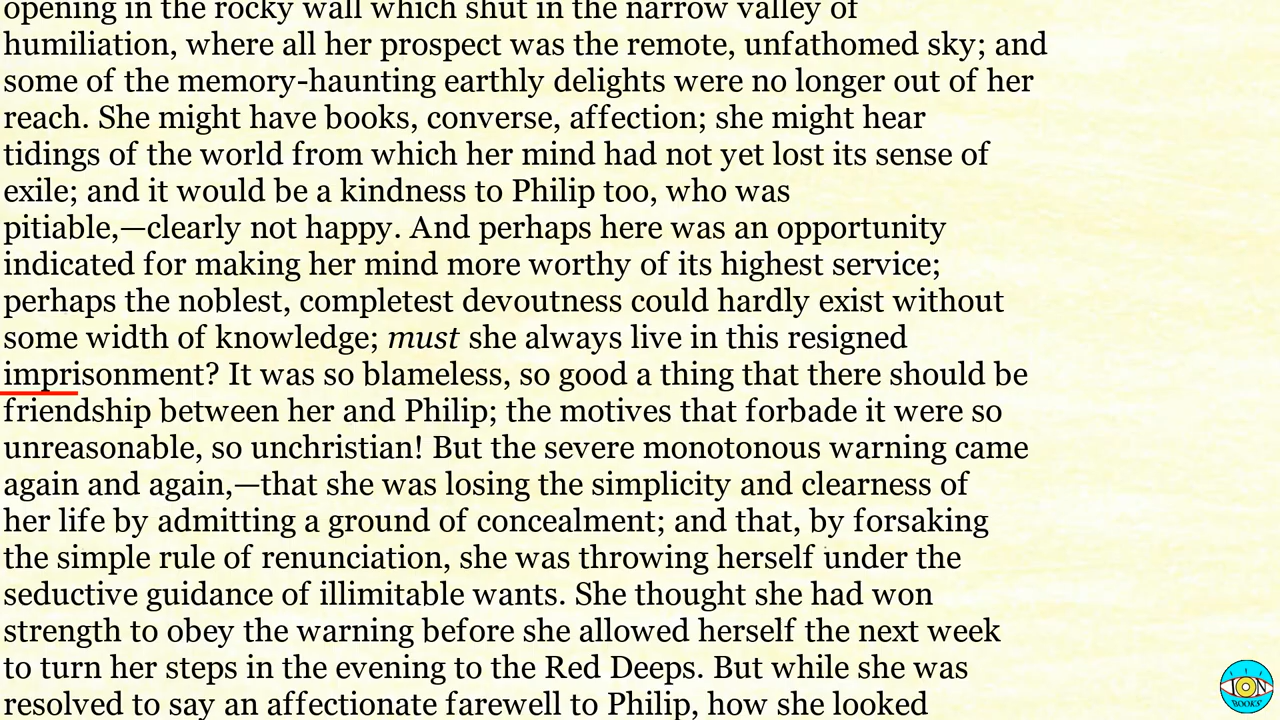 opening in the rocky wall which shut in the narrow valley of
humiliation, where all her prospect was the remote, unfathomed sky; and
some of the memory-haunting earthly delights were no longer out of her
reach. She might have books, converse, affection; she might hear
tidings of the world from which her mind had not yet lost its sense of
exile; and it would be a kindness to Philip too, who was
pitiable,—clearly not happy. And perhaps here was an opportunity
indicated for making her mind more worthy of its highest service;
perhaps the noblest, completest devoutness could hardly exist without
some width of knowledge; must she always live in this resigned
imprisonment? It was so blameless, so good a thing that there should be
friendship between her and Philip; the motives that forbade it were so
unreasonable, so unchristian! But the severe monotonous warning came
again and again,—that she was losing the simplicity and clearness of
her life by admitting a ground of concealment; and that, by forsaking
the simple rule of renunciation, she was throwing herself under the
seductive guidance of illimitable wants. She thought she had won
strength to obey the warning before she allowed herself the next week
to turn her steps in the evening to the Red Deeps. But while she was
resolved to say an affectionate farewell to Philip, how she looked
ION
BOOKS